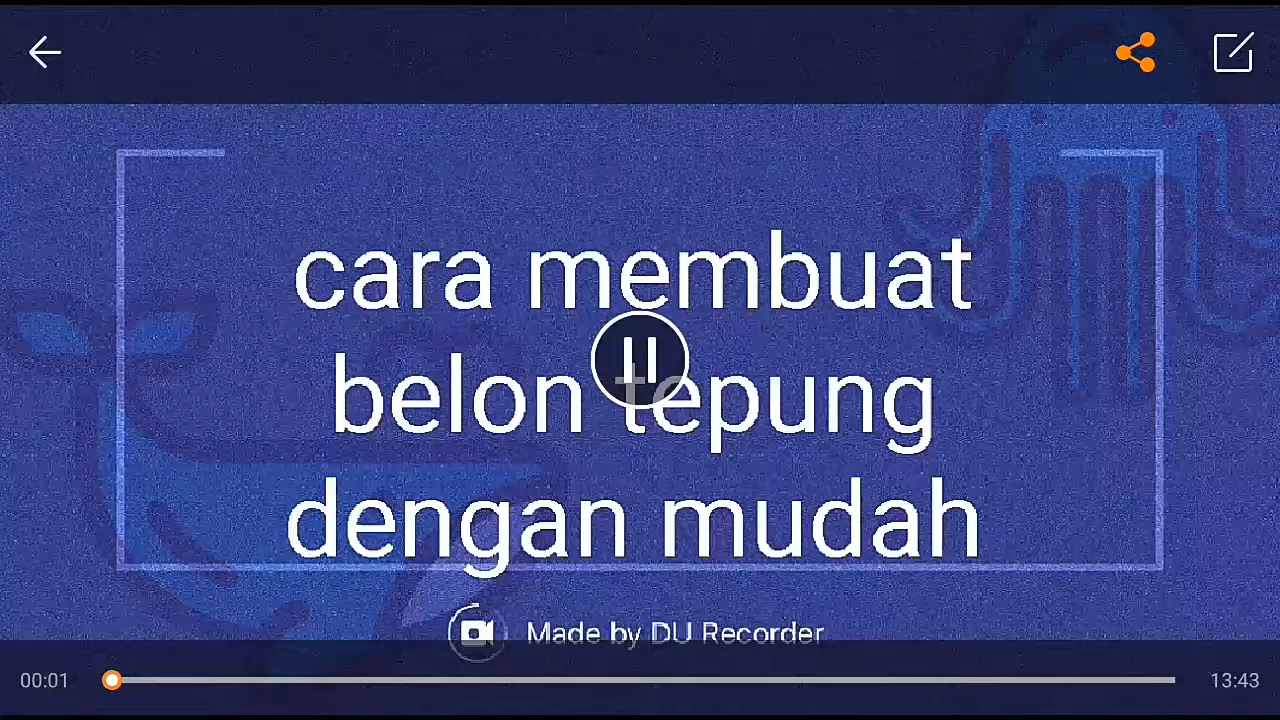 cara membuat
belon tepung
dengan mudah
Made by DU Recorder
00:01
13:43